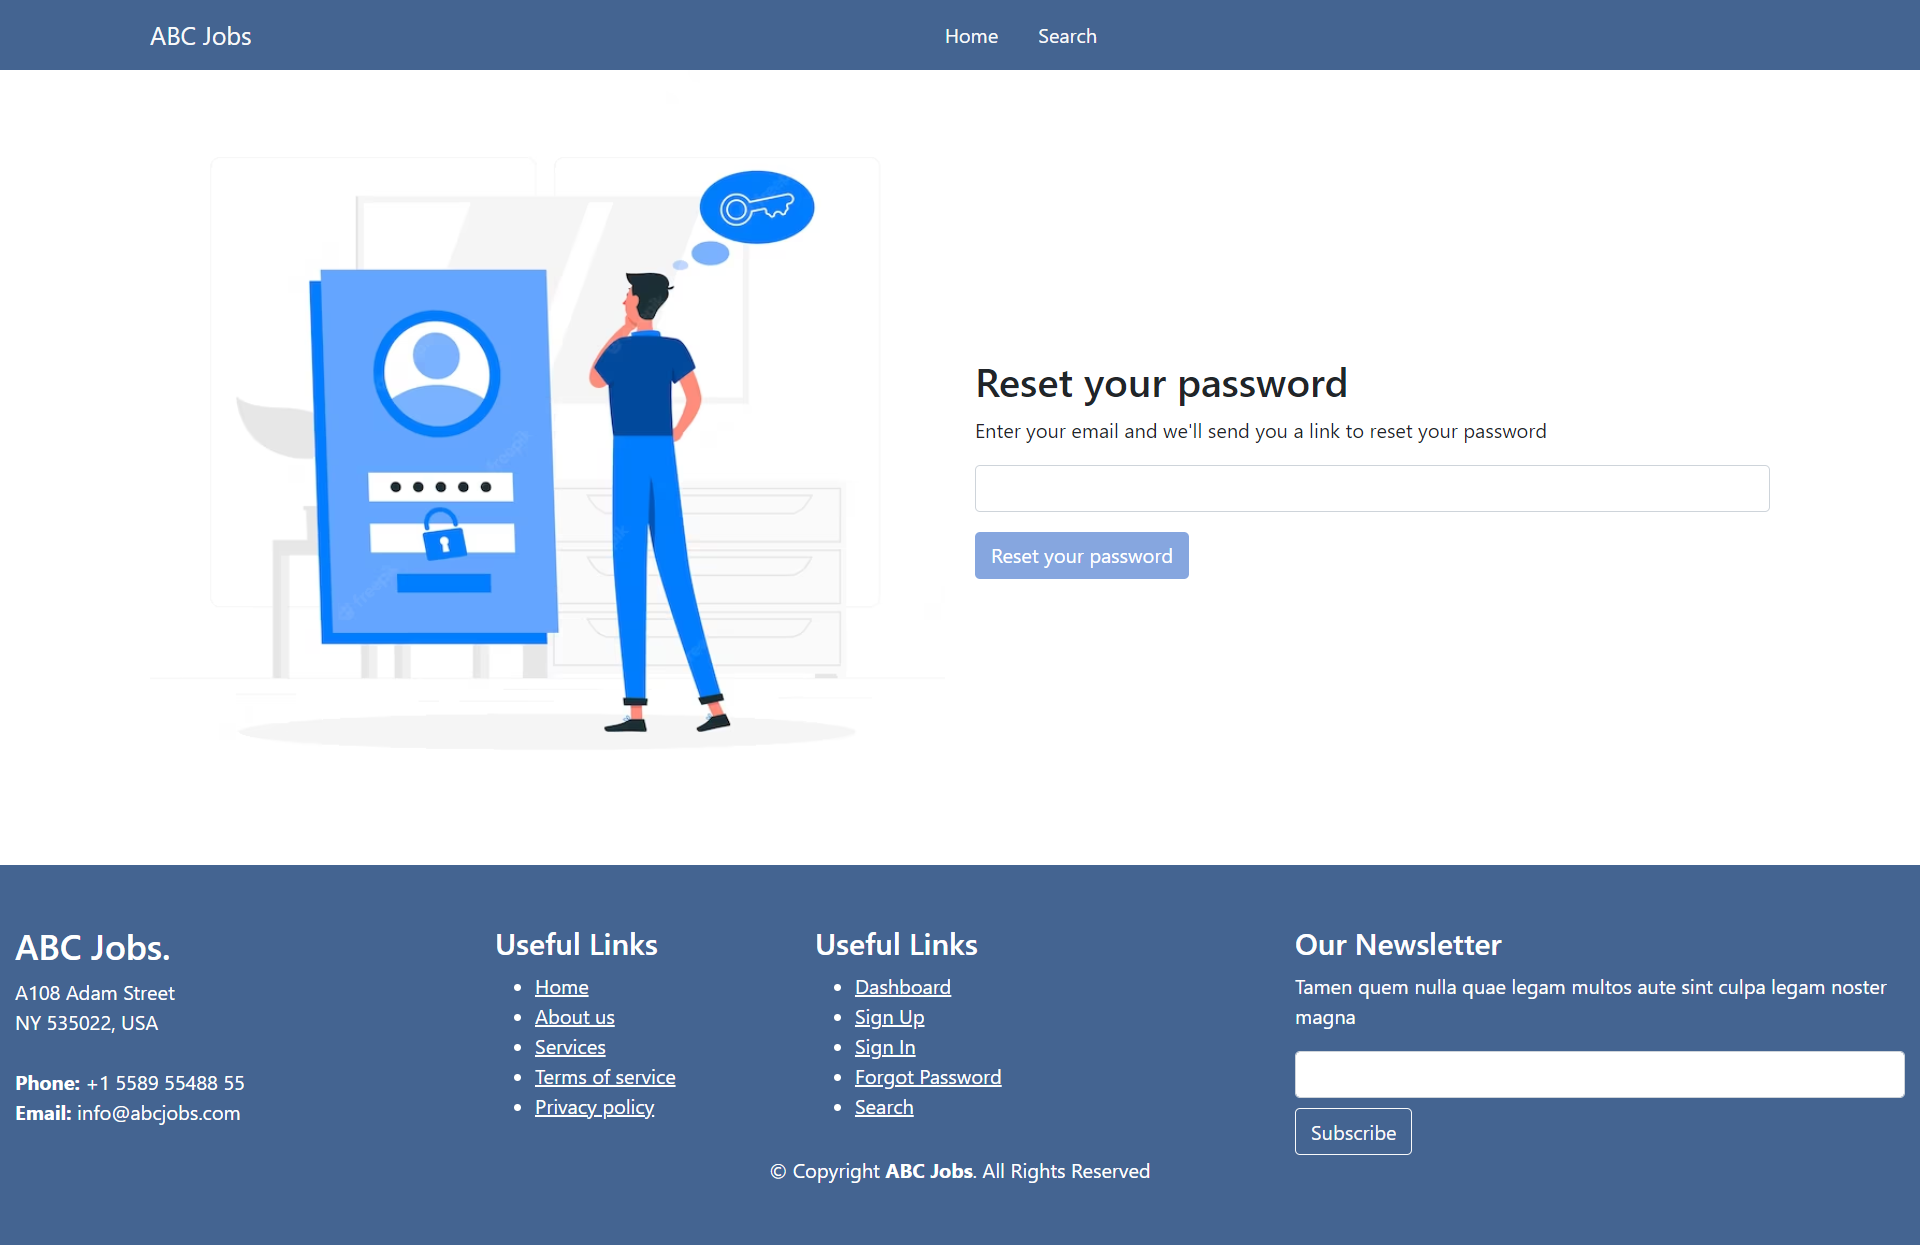 ABC Jobs
Home
Search
Reset your password
Enter your email and we'll send you a link to reset your password
Reset your password
freepik
freepik
ABC Jobs.
A108 Adam Street
NY 535022, USA
Phone: +1 5589 55488 55
Email: info@abcjobs.com
Useful Links
Home
About us
Services
Terms of service
Privacy policy
Useful Links
Dashboard
Sign Up
Sign In
Forgot Password
Search
Our Newsletter
Tamen quem nulla quae legam multos aute sint culpa legam noster
magna
Subscribe
© Copyright ABC Jobs. All Rights Reserved